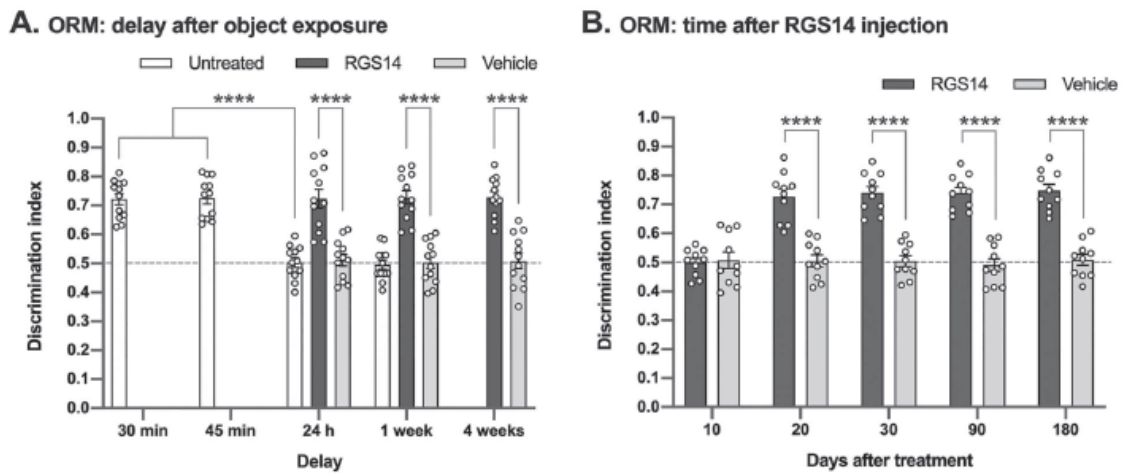 A. ORM: delay after object exposure
Untreated RGS14 Vehicle
**** **** **** ****
1.0
0.9
0.8
0.7
0.6
0.5
0.4
0.3
0.2
0.1
0.0
Discrimination index
30 min 45 min 24 h 1 week 4 weeks
Delay
B. ORM: time after RGS14 injection
RGS14 Vehicle
**** **** **** ****
1.0
0.9
0.8
0.7
0.6
0.5
0.4
0.3
0.2
0.1
0.0
Discrimination index
10 20 30 90 180
Days after treatment